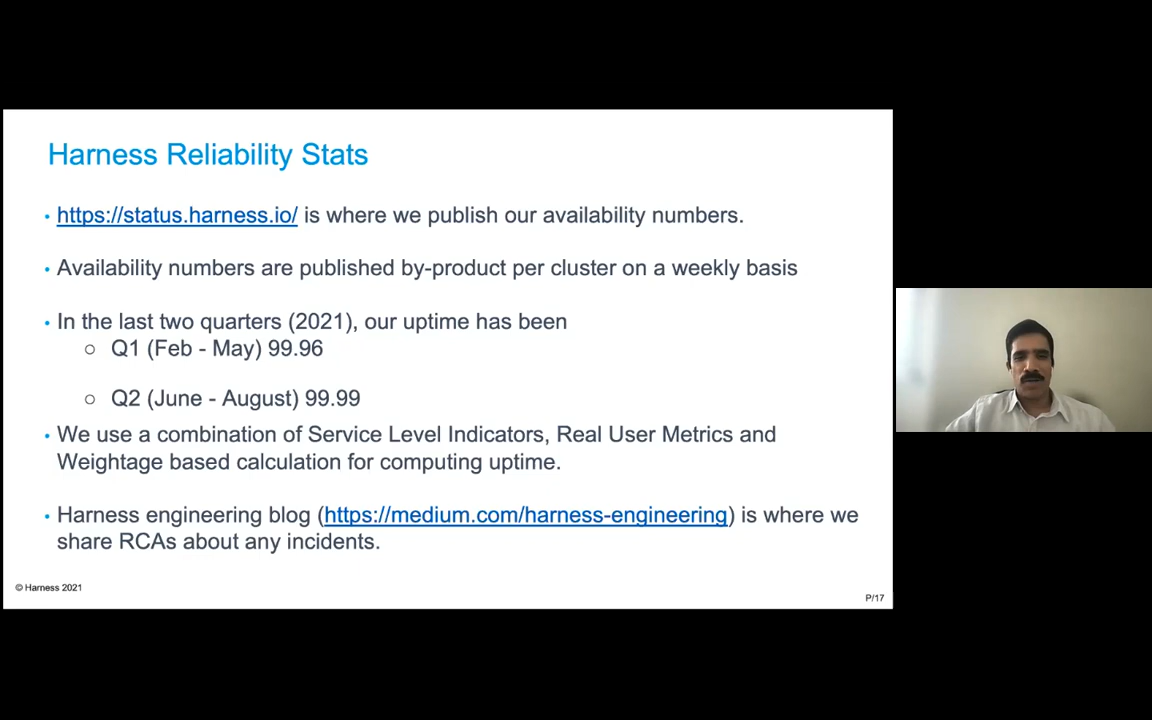 Harness Reliability Stats
• https://status.harness.io/ is where we publish our availability numbers.
• Availability numbers are published by-product per cluster on a weekly basis
• In the last two quarters (2021), our uptime has been
○ Q1 (Feb - May) 99.96
○ Q2 (June - August) 99.99
• We use a combination of Service Level Indicators, Real User Metrics and
Weightage based calculation for computing uptime.
• Harness engineering blog (https://medium.com/harness-engineering) is where we
share RCAs about any incidents.
© Harness 2021
P/17